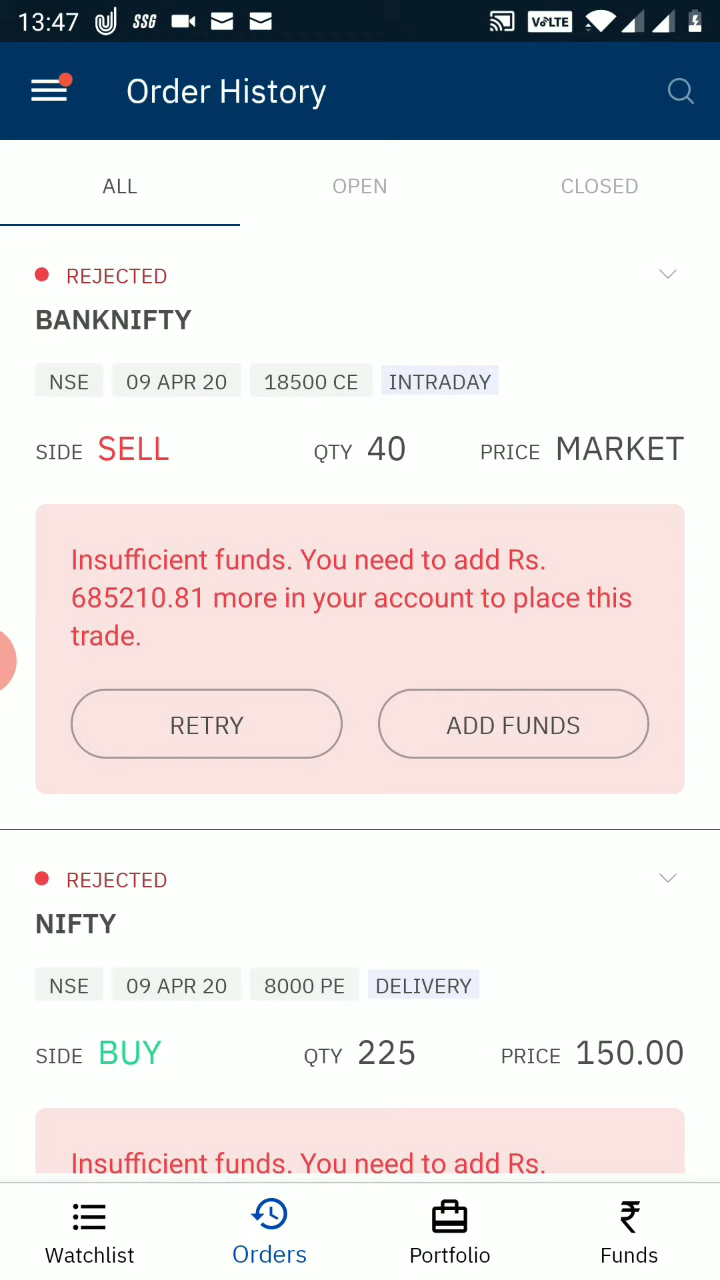 13:47 SSG VoLTE
Order History
ALL OPEN CLOSED
REJECTED
BANKNIFTY
NSE 09 APR 20 18500 CE INTRADAY
SIDE SELL QTY 40 PRICE MARKET
Insufficient funds. You need to add Rs.
685210.81 more in your account to place this
trade.
RETRY ADD FUNDS
REJECTED
NIFTY
NSE 09 APR 20 8000 PE DELIVERY
SIDE BUY QTY 225 PRICE 150.00
Insufficient funds. You need to add Rs.
Watchlist Orders Portfolio Funds